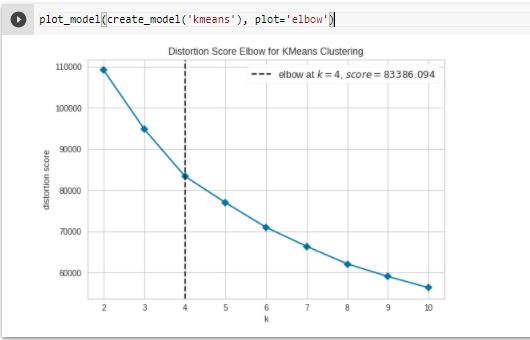 plot_model(create_model('kmeans'), plot='elbow')
Distortion Score Elbow for KMeans Clustering
elbow at k = 4, score = 83386.094
110000
100000
90000
80000
70000
60000
distortion score
2 3 4 5 6 7 8 9 10
k